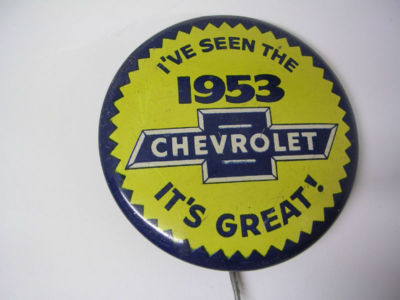 I'VE SEEN THE
1953
CHEVROLET
IT'S GREAT!